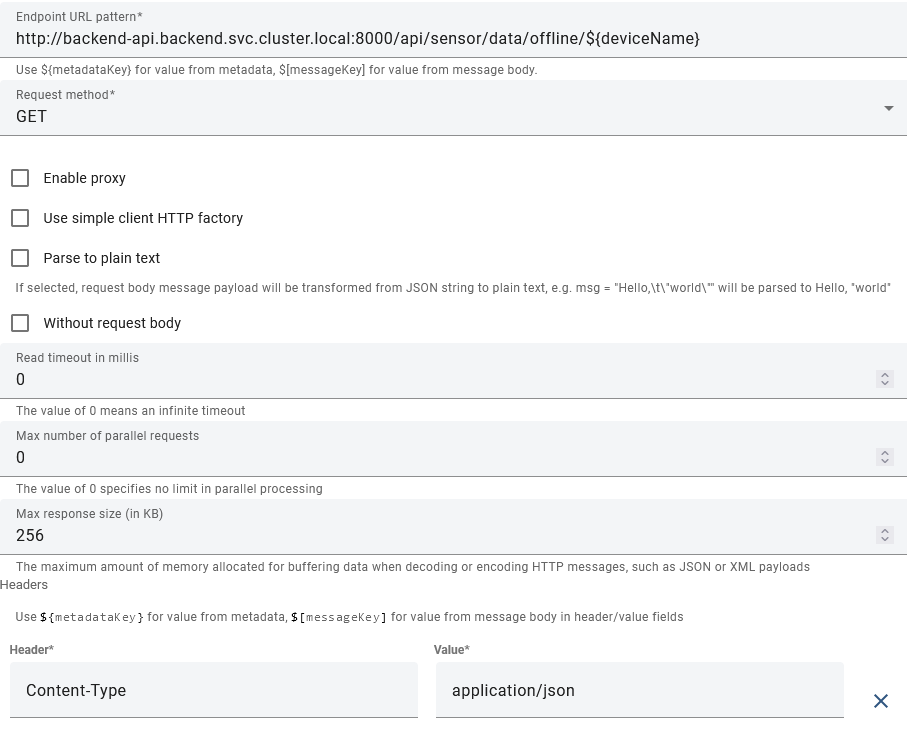 Endpoint URL pattern*
http://backend-api.backend.svc.cluster.local:8000/api/sensor/data/offline/${deviceName}
Use ${metadataKey} for value from metadata, $[messageKey] for value from message body.
Request method*
GET
Enable proxy
Use simple client HTTP factory
Parse to plain text
If selected, request body message payload will be transformed from JSON string to plain text, e.g. msg = "Hello,\t\"world\"" will be parsed to Hello, "world"
Without request body
Read timeout in millis
0
The value of 0 means an infinite timeout
Max number of parallel requests
0
The value of 0 specifies no limit in parallel processing
Max response size (in KB)
256
The maximum amount of memory allocated for buffering data when decoding or encoding HTTP messages, such as JSON or XML payloads
Headers
Use ${metadataKey} for value from metadata, $[messageKey] for value from message body in header/value fields
Header* Value*
Content-Type application/json